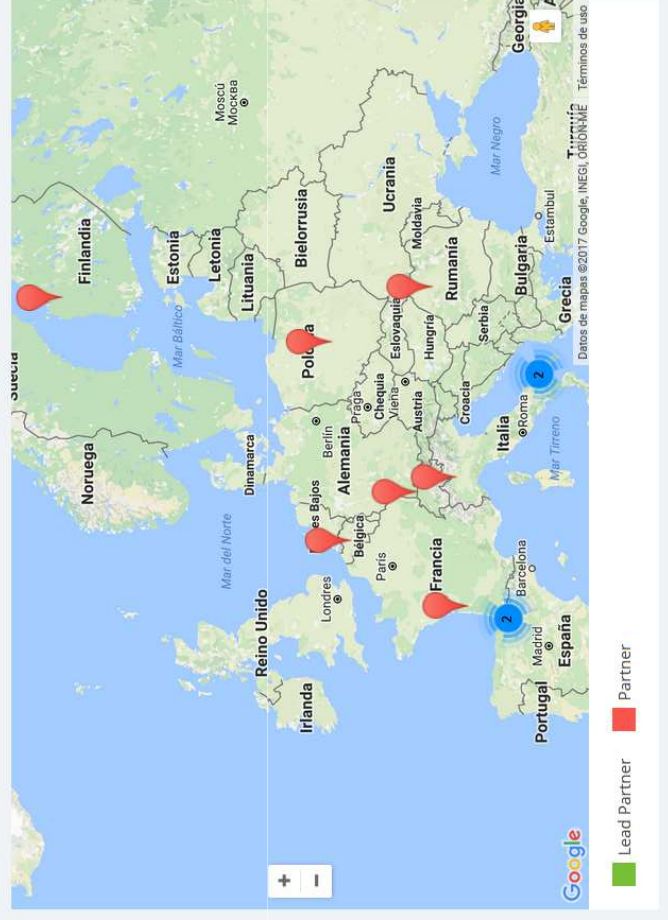 Georgia
A
Moscú
Москва
Suecia
Finlandia
Noruega
Estonia
Letonia
Mar Báltico
Lituania
Bielorrusia
Dinamarca
Mar del Norte
Reino Unido
Irlanda
Londres
es Bajos
Berlín
Alemania
Polo
a
Ucrania
Bélgica
Praga
Chequia
Eslovaquia
Viena
Austria
Hungría
Moldavia
París
Francia
Rumanía
Mar Negro
Croacia
Serbia
Bulgaria
Italia
Roma
Estambul
Turquía
Grecia
Mar Tirreno
Barcelona
Madrid
España
Portugal
2
2
+
−
Google
Datos de mapas ©2017 Google, INEGI, ORION-ME
Términos de uso
Lead Partner
Partner